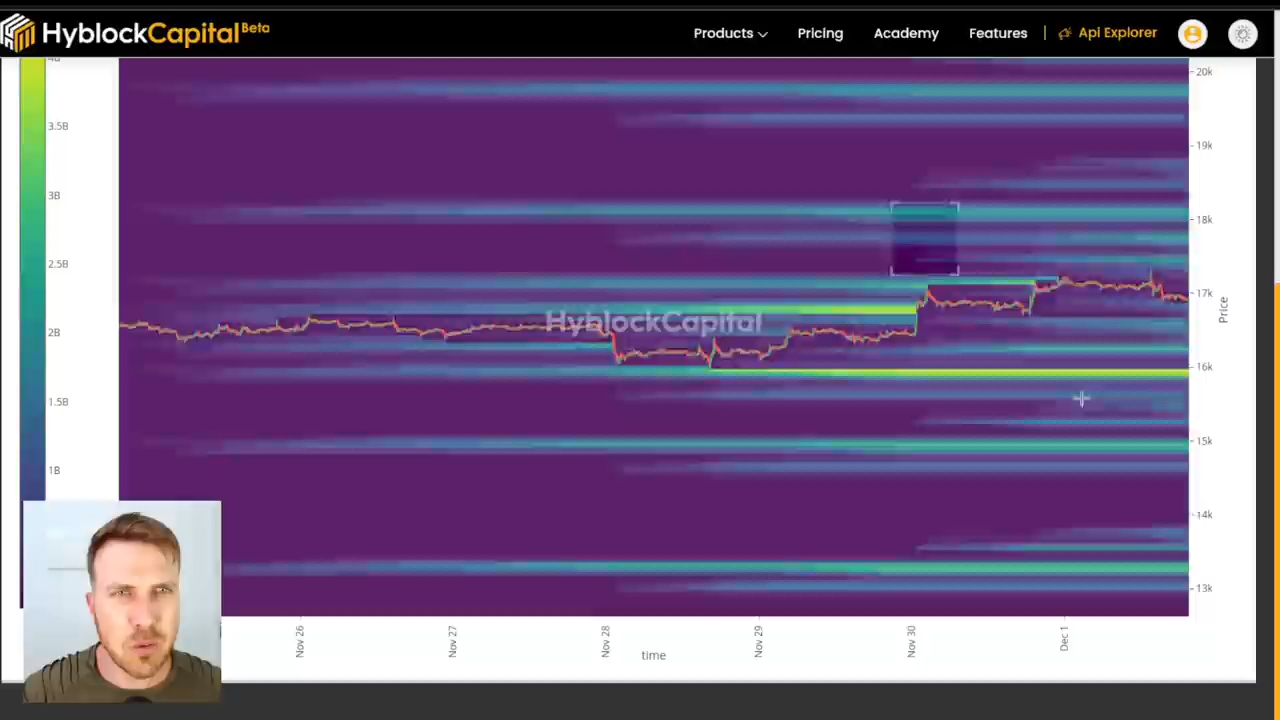 HyblockCapital Beta
Products
Pricing
Academy
Features
Api Explorer
3.5B
3B
2.5B
2B
1.5B
1B
20k
19k
18k
17k
16k
15k
14k
13k
Price
HyblockCapital
Nov 26
Nov 27
Nov 28
Nov 29
Nov 30
Dec 1
time